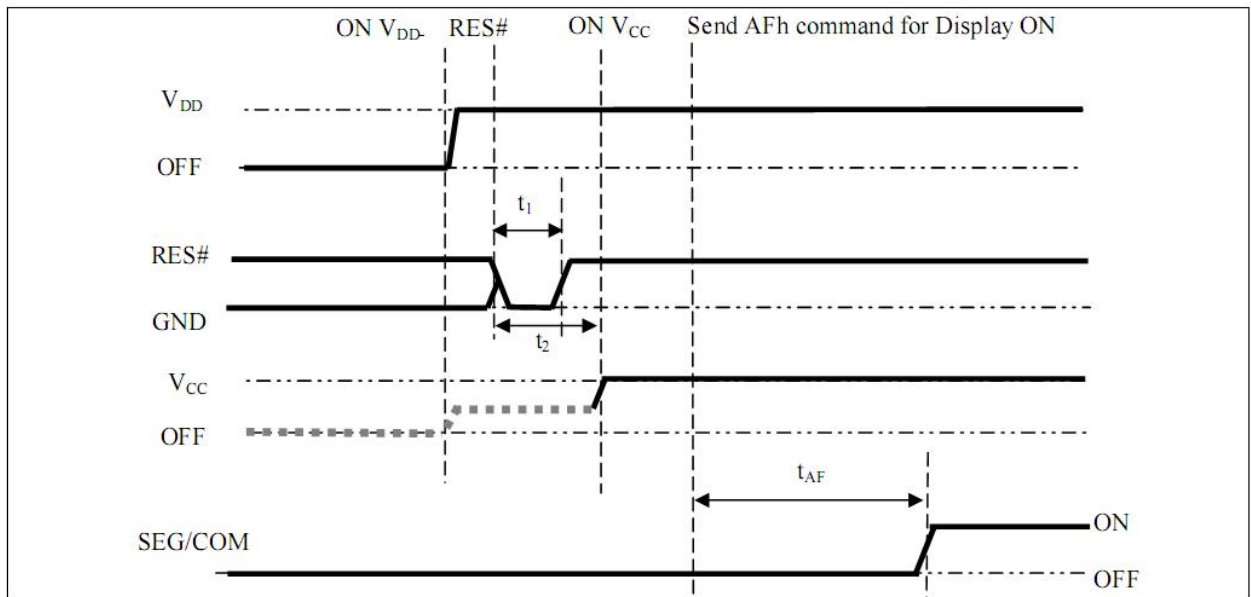 ON VDD- RES# ON VCC Send AFh command for Display ON
VDD
OFF
t1
RES#
GND
t2
VCC
OFF
tAF
ON
SEG/COM
OFF